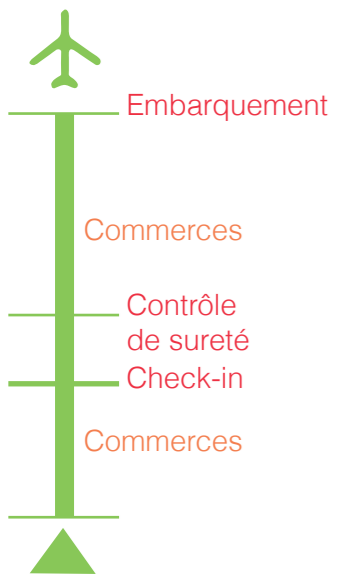 Embarquement
Commerces
Contrôle
de sureté
Check-in
Commerces